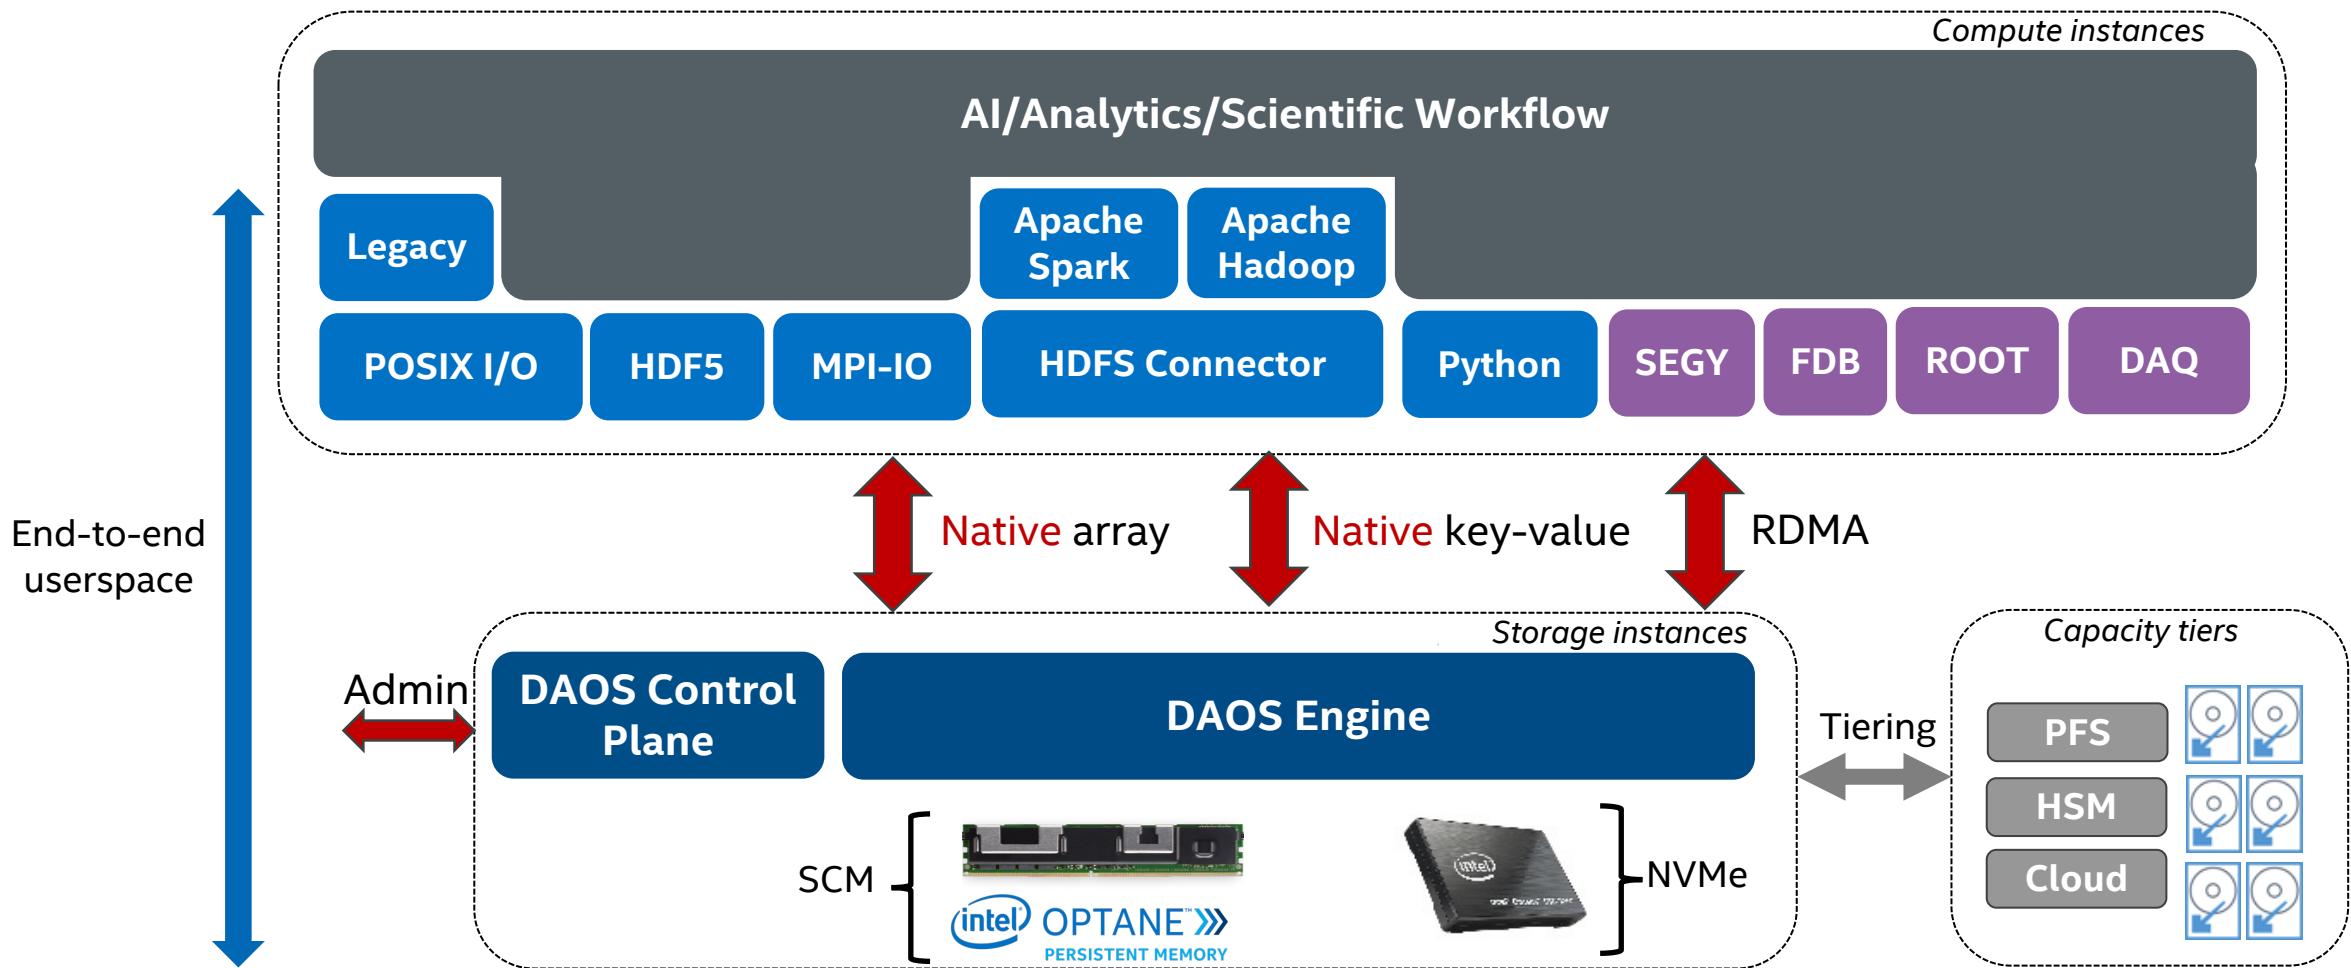 Compute instances
AI/Analytics/Scientific Workflow
Legacy
Apache
Spark
Apache
Hadoop
POSIX I/O
HDF5
MPI-IO
HDFS Connector
Python
SEGY
FDB
ROOT
DAQ
End-to-end
userspace
Native array
Native key-value
RDMA
Storage instances
Capacity tiers
Admin
DAOS Control
Plane
DAOS Engine
Tiering
PFS
HSM
Cloud
SCM
intel
OPTANE™
PERSISTENT MEMORY
intel
NVMe